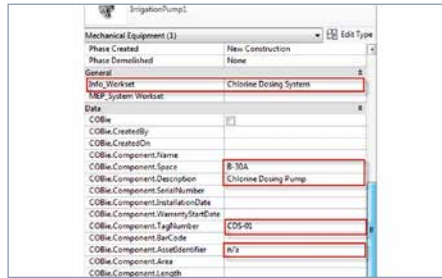 IrrigationPump1
Mechanical Equipment (1) Edit Type
Phase Created New Construction
Phase Demolished None
General
Info_Workset Chlorine Dosing System
MEP_System Workset
Data
COBie
COBie.CreatedBy
COBie.CreatedOn
COBie.Component.Name
COBie.Component.Space B-30A
COBie.Component.Description Chlorine Dosing Pump
COBie.Component.SerialNumber
COBie.Component.InstallationDate
COBie.Component.WarrantyStartDate
COBie.Component.TagNumber CDS-01
COBie.Component.BarCode
COBie.Component.AssetIdentifier n/a
COBie.Component.Area
COBie.Component.Length